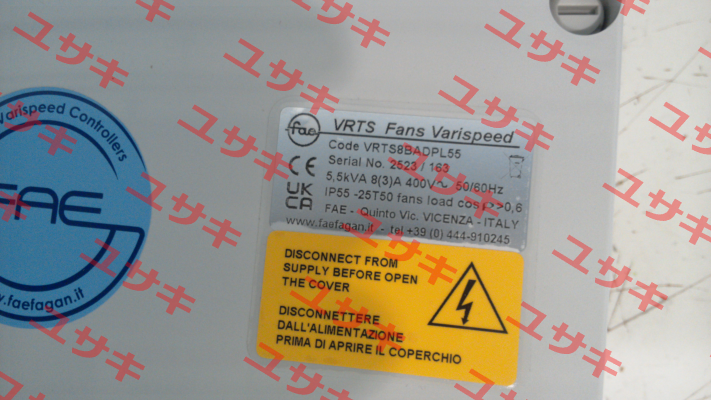 Varispeed Controllers
FAE
www.faefagan.it
fae
VRTS Fans Varispeed
Code VRTS8BADPL55
Serial No. 2523 / 163
5,5kVA 8(3)A 400V~ 50/60Hz
IP55 -25T50 fans load cosφ>0,6
FAE - Quinto Vic. VICENZA - ITALY
www.faefagan.it - tel +39 (0) 444-910245
CE
UK
CA
DISCONNECT FROM
SUPPLY BEFORE OPEN
THE COVER
DISCONNETTERE
DALL'ALIMENTAZIONE
PRIMA DI APRIRE IL COPERCHIO
ユサキ